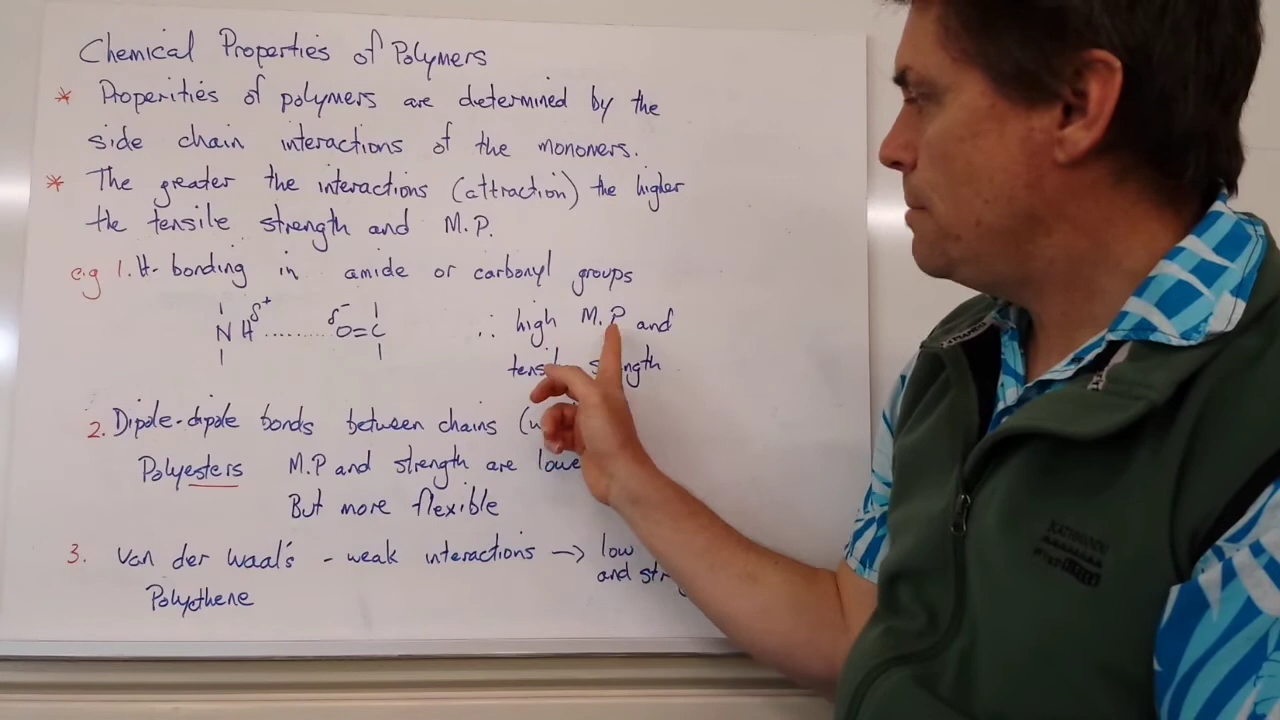 Chemical Properties of Polymers
* Properities of polymers are determined by the
side chain interactions of the monomers.
* The greater the interactions (attraction) the higher
the tensile strength and M.P.
e.g 1. H-bonding in amide or carbonyl groups
N H δ+ ........ δ- O=C ∴ high M.P and
2. Dipole-dipole bonds between chains
Polyesters M.P and strength are
But more flexible
3. van der waal's - weak interactions → low
Polyethene and
KATHMANDU